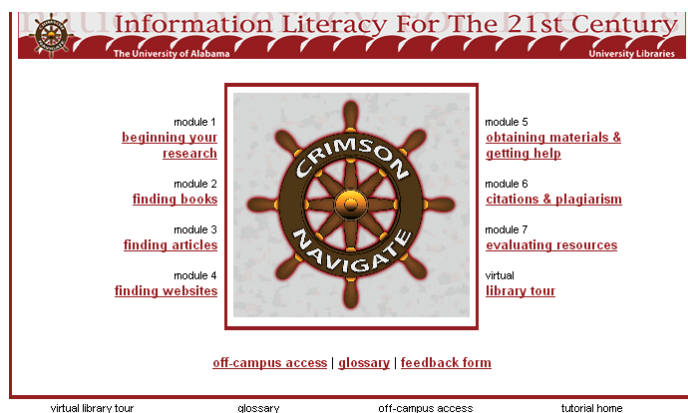 Information Literacy For The 21st Century
The University of Alabama
University Libraries
module 1
beginning your
research
module 2
finding books
module 3
finding articles
module 4
finding websites
CRIMSON
NAVIGATE
module 5
obtaining materials &
getting help
module 6
citations & plagiarism
module 7
evaluating resources
virtual
library tour
off-campus access | glossary | feedback form
virtual library tour glossary off-campus access tutorial home